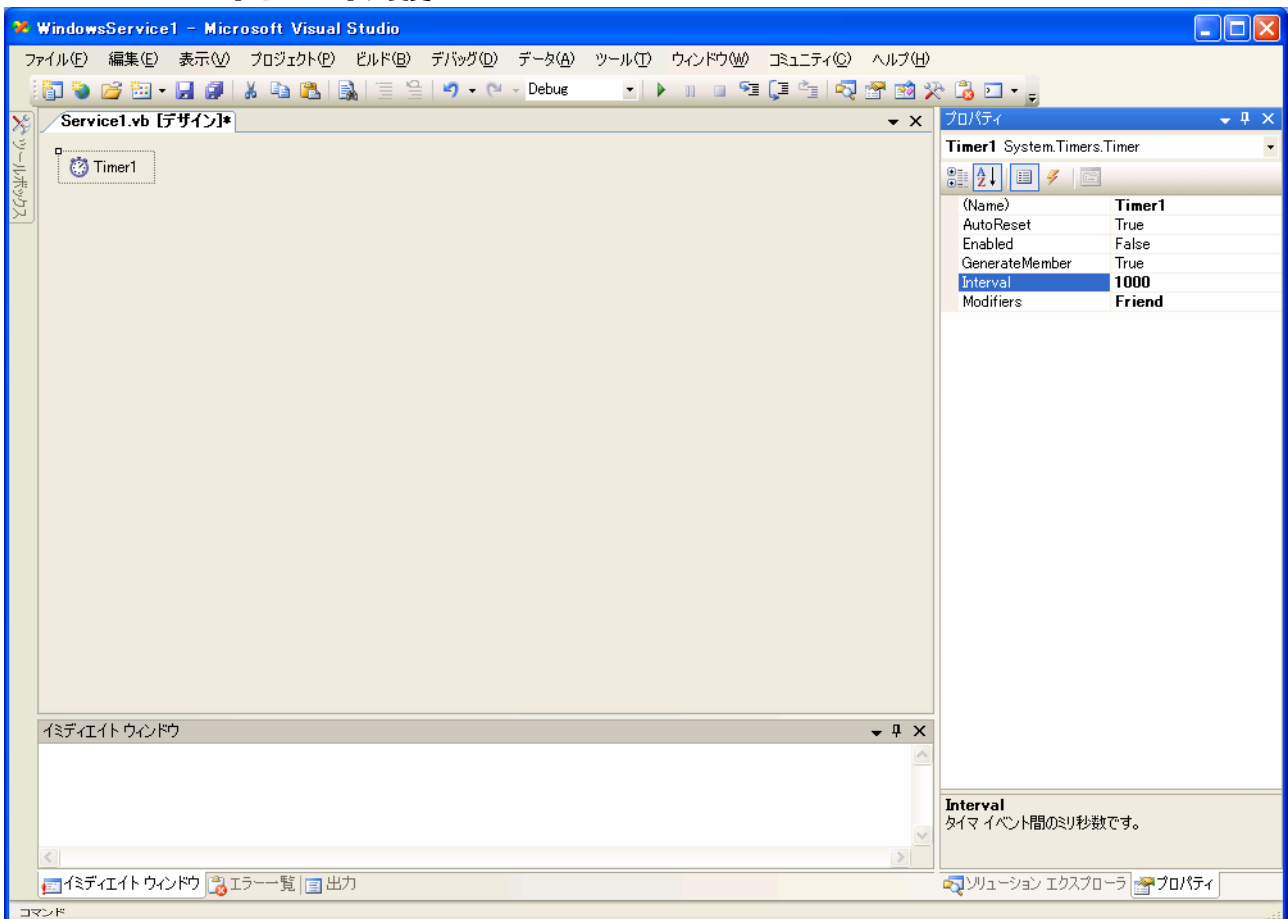 WindowsService1 - Microsoft Visual Studio
ファイル(F) 編集(E) 表示(V) プロジェクト(P) ビルド(B) デバッグ(D) データ(A) ツール(T) ウィンドウ(W) コミュニティ(C) ヘルプ(H)
Debug
ツールボックス
Service1.vb [デザイン]*
Timer1
プロパティ
Timer1 System.Timers.Timer
(Name) Timer1
AutoReset True
Enabled False
GenerateMember True
Interval 1000
Modifiers Friend
イミディエイト ウィンドウ
Interval
タイマ イベント間のミリ秒数です。
イミディエイト ウィンドウ エラー一覧 出力
ソリューション エクスプローラ プロパティ
コマンド